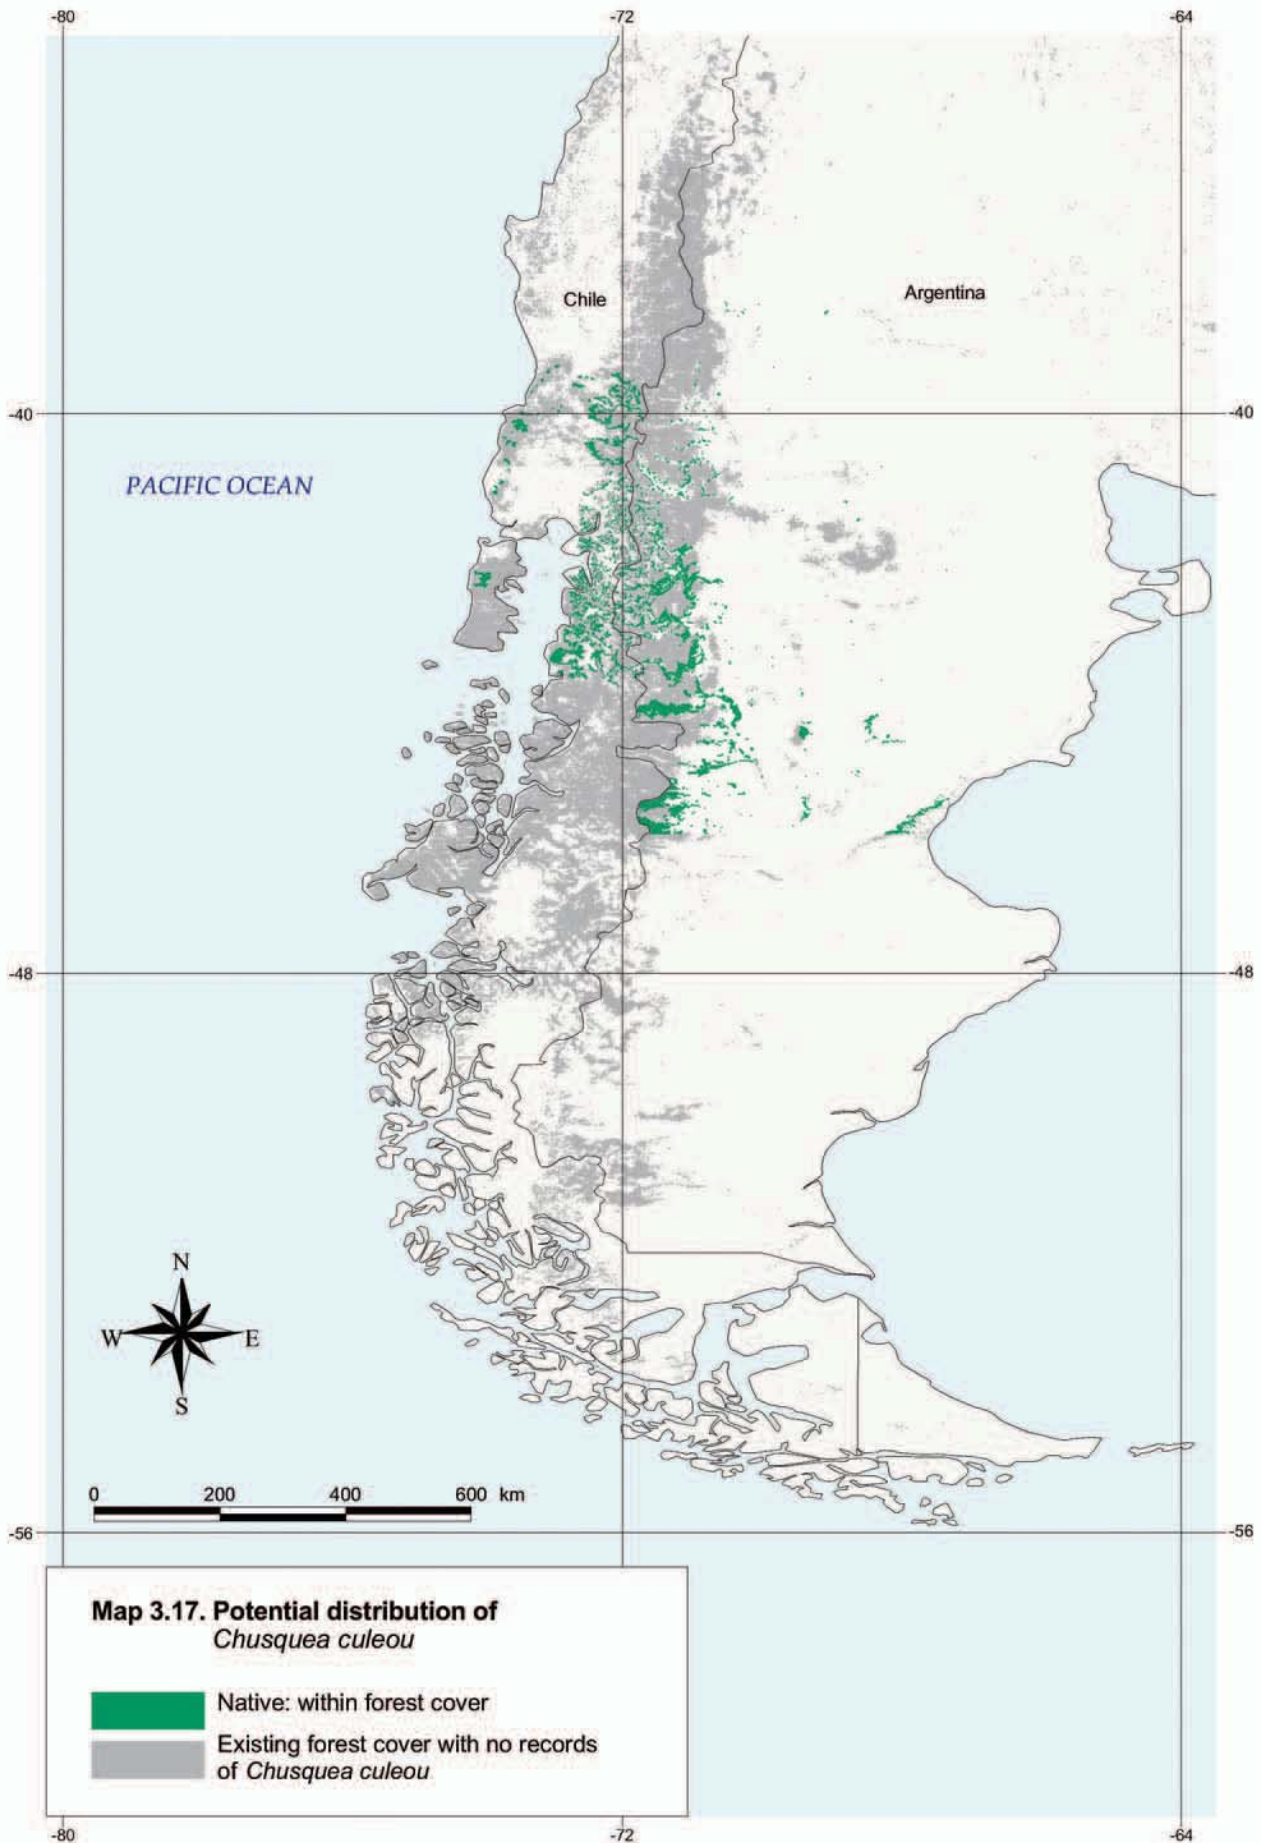 -80 -72 -64
Chile
Argentina
-40 -40
PACIFIC OCEAN
-48 -48
N
W E
S
0 200 400 600 km
-56 -56
Map 3.17. Potential distribution of
Chusquea culeou
Native: within forest cover
Existing forest cover with no records
of Chusquea culeou
-80 -72 -64